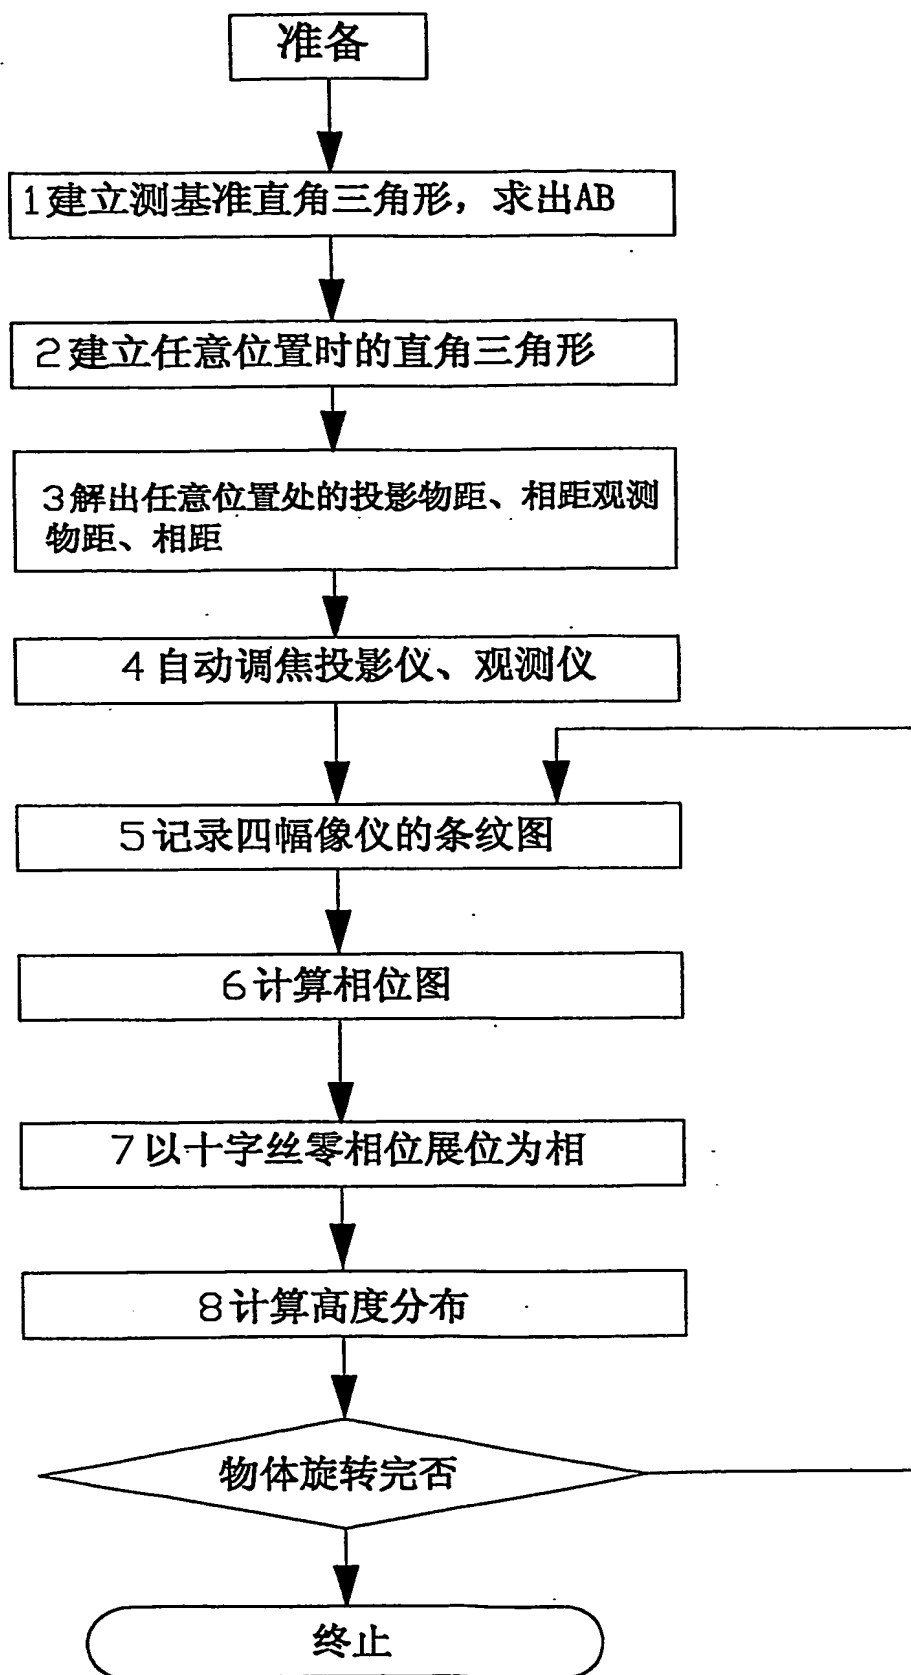 准备
1建立测基准直角三角形，求出AB
2建立任意位置时的直角三角形
3解出任意位置处的投影物距、相距观测
物距、相距
4自动调焦投影仪、观测仪
5记录四幅像仪的条纹图
6计算相位图
7以十字丝零相位展位为相
8计算高度分布
物体旋转完否
终止